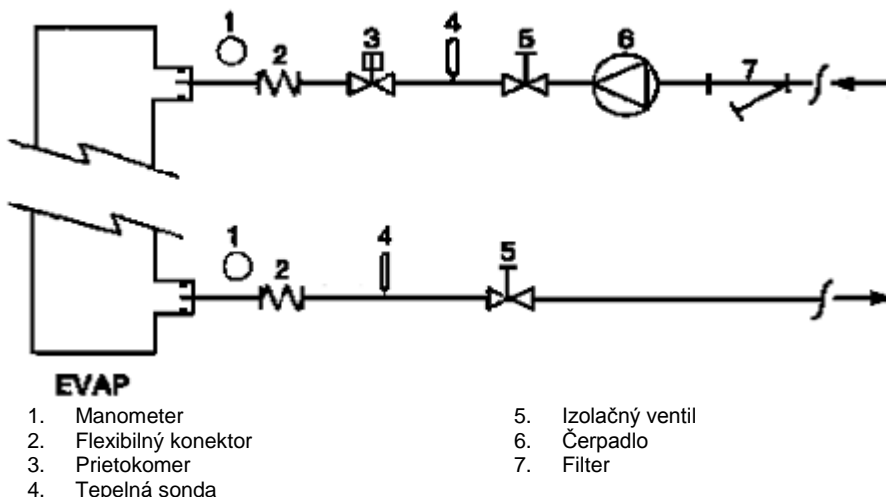 1 2 3 4 5 6 7
1 2 4 5
EVAP
1. Manometer
2. Flexibilný konektor
3. Prietokomer
4. Tepelná sonda
5. Izolačný ventil
6. Čerpadlo
7. Filter